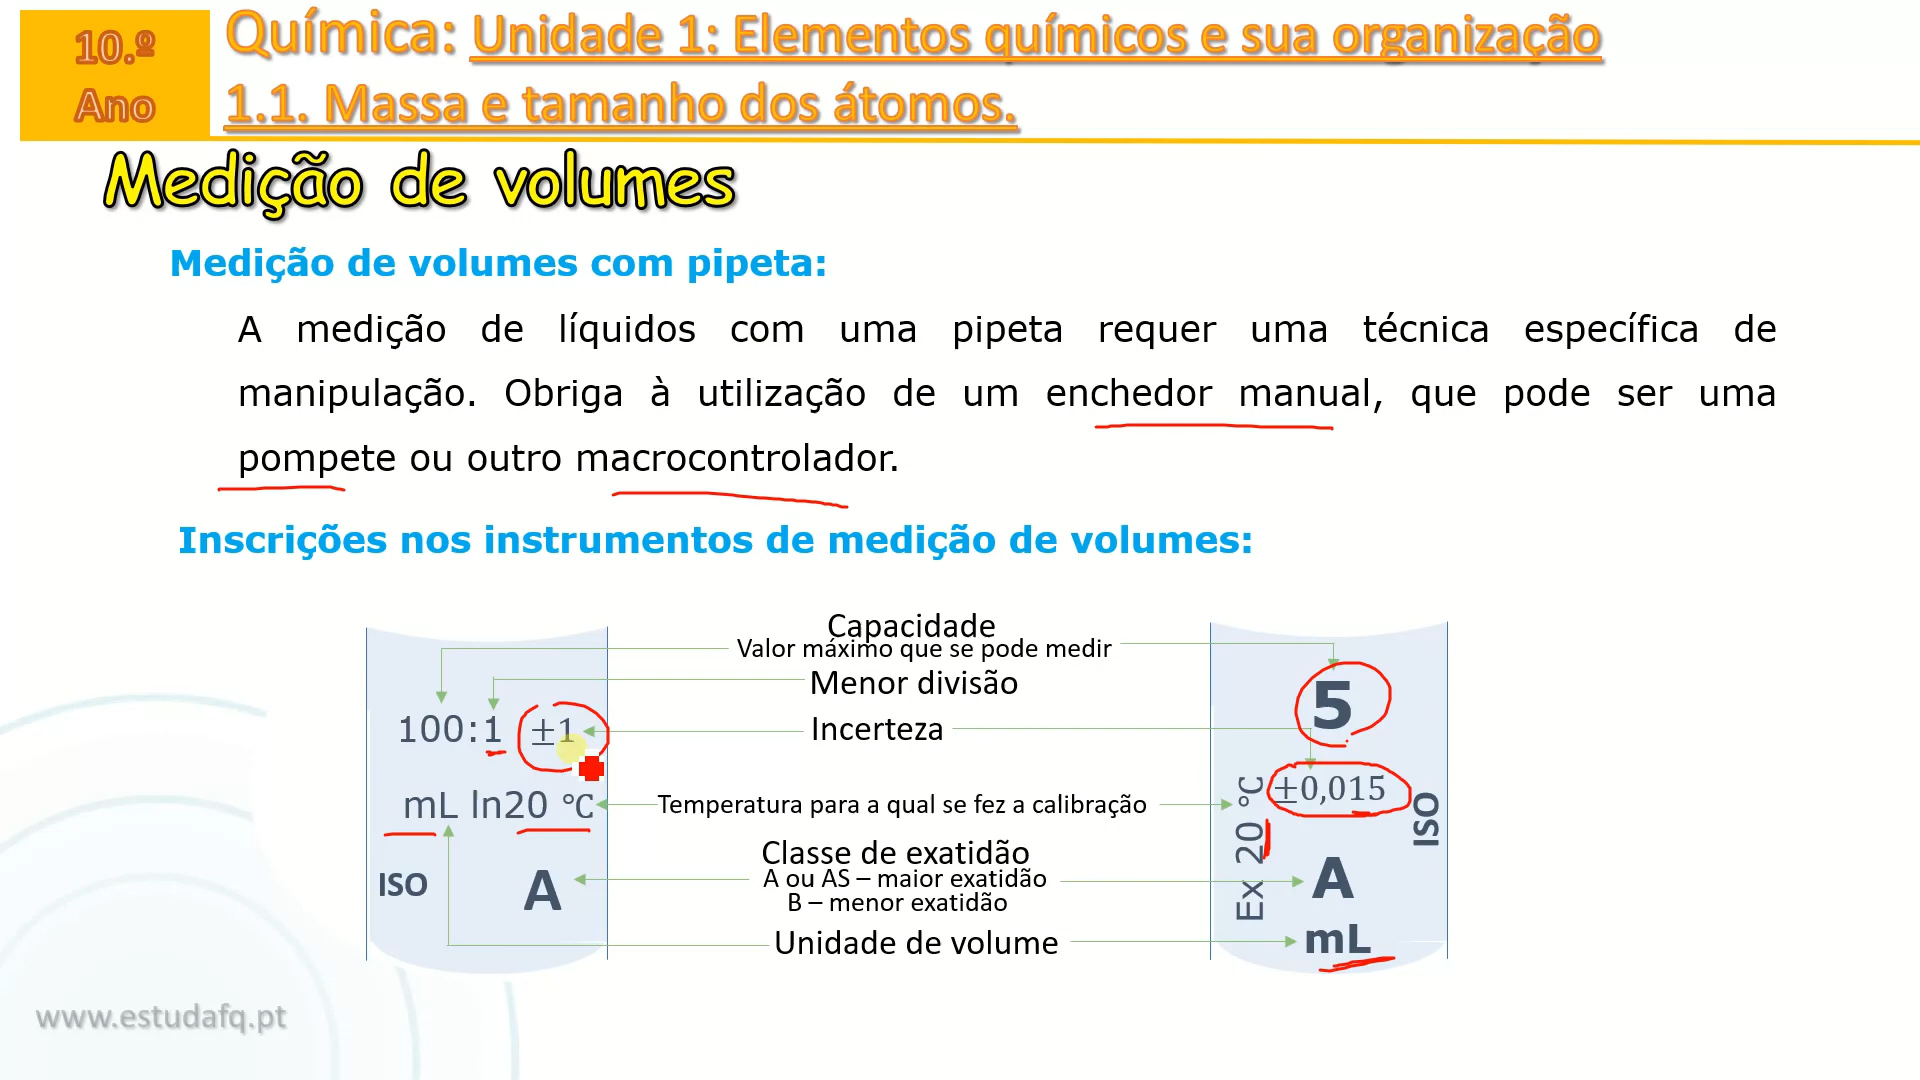 10.º
Ano
Química: Unidade 1: Elementos químicos e sua organização
1.1. Massa e tamanho dos átomos.
Medição de volumes
Medição de volumes com pipeta:
A medição de líquidos com uma pipeta requer uma técnica específica de
manipulação. Obriga à utilização de um enchedor manual, que pode ser uma
pompete ou outro macrocontrolador.
Inscrições nos instrumentos de medição de volumes:
100:1 ±1
mL ln20 °C
ISO A
Capacidade
Valor máximo que se pode medir
Menor divisão
Incerteza
Temperatura para a qual se fez a calibração
Classe de exatidão
A ou AS – maior exatidão
B – menor exatidão
Unidade de volume
5
±0,015
Ex 20 °C
ISO
A
mL
www.estudafq.pt